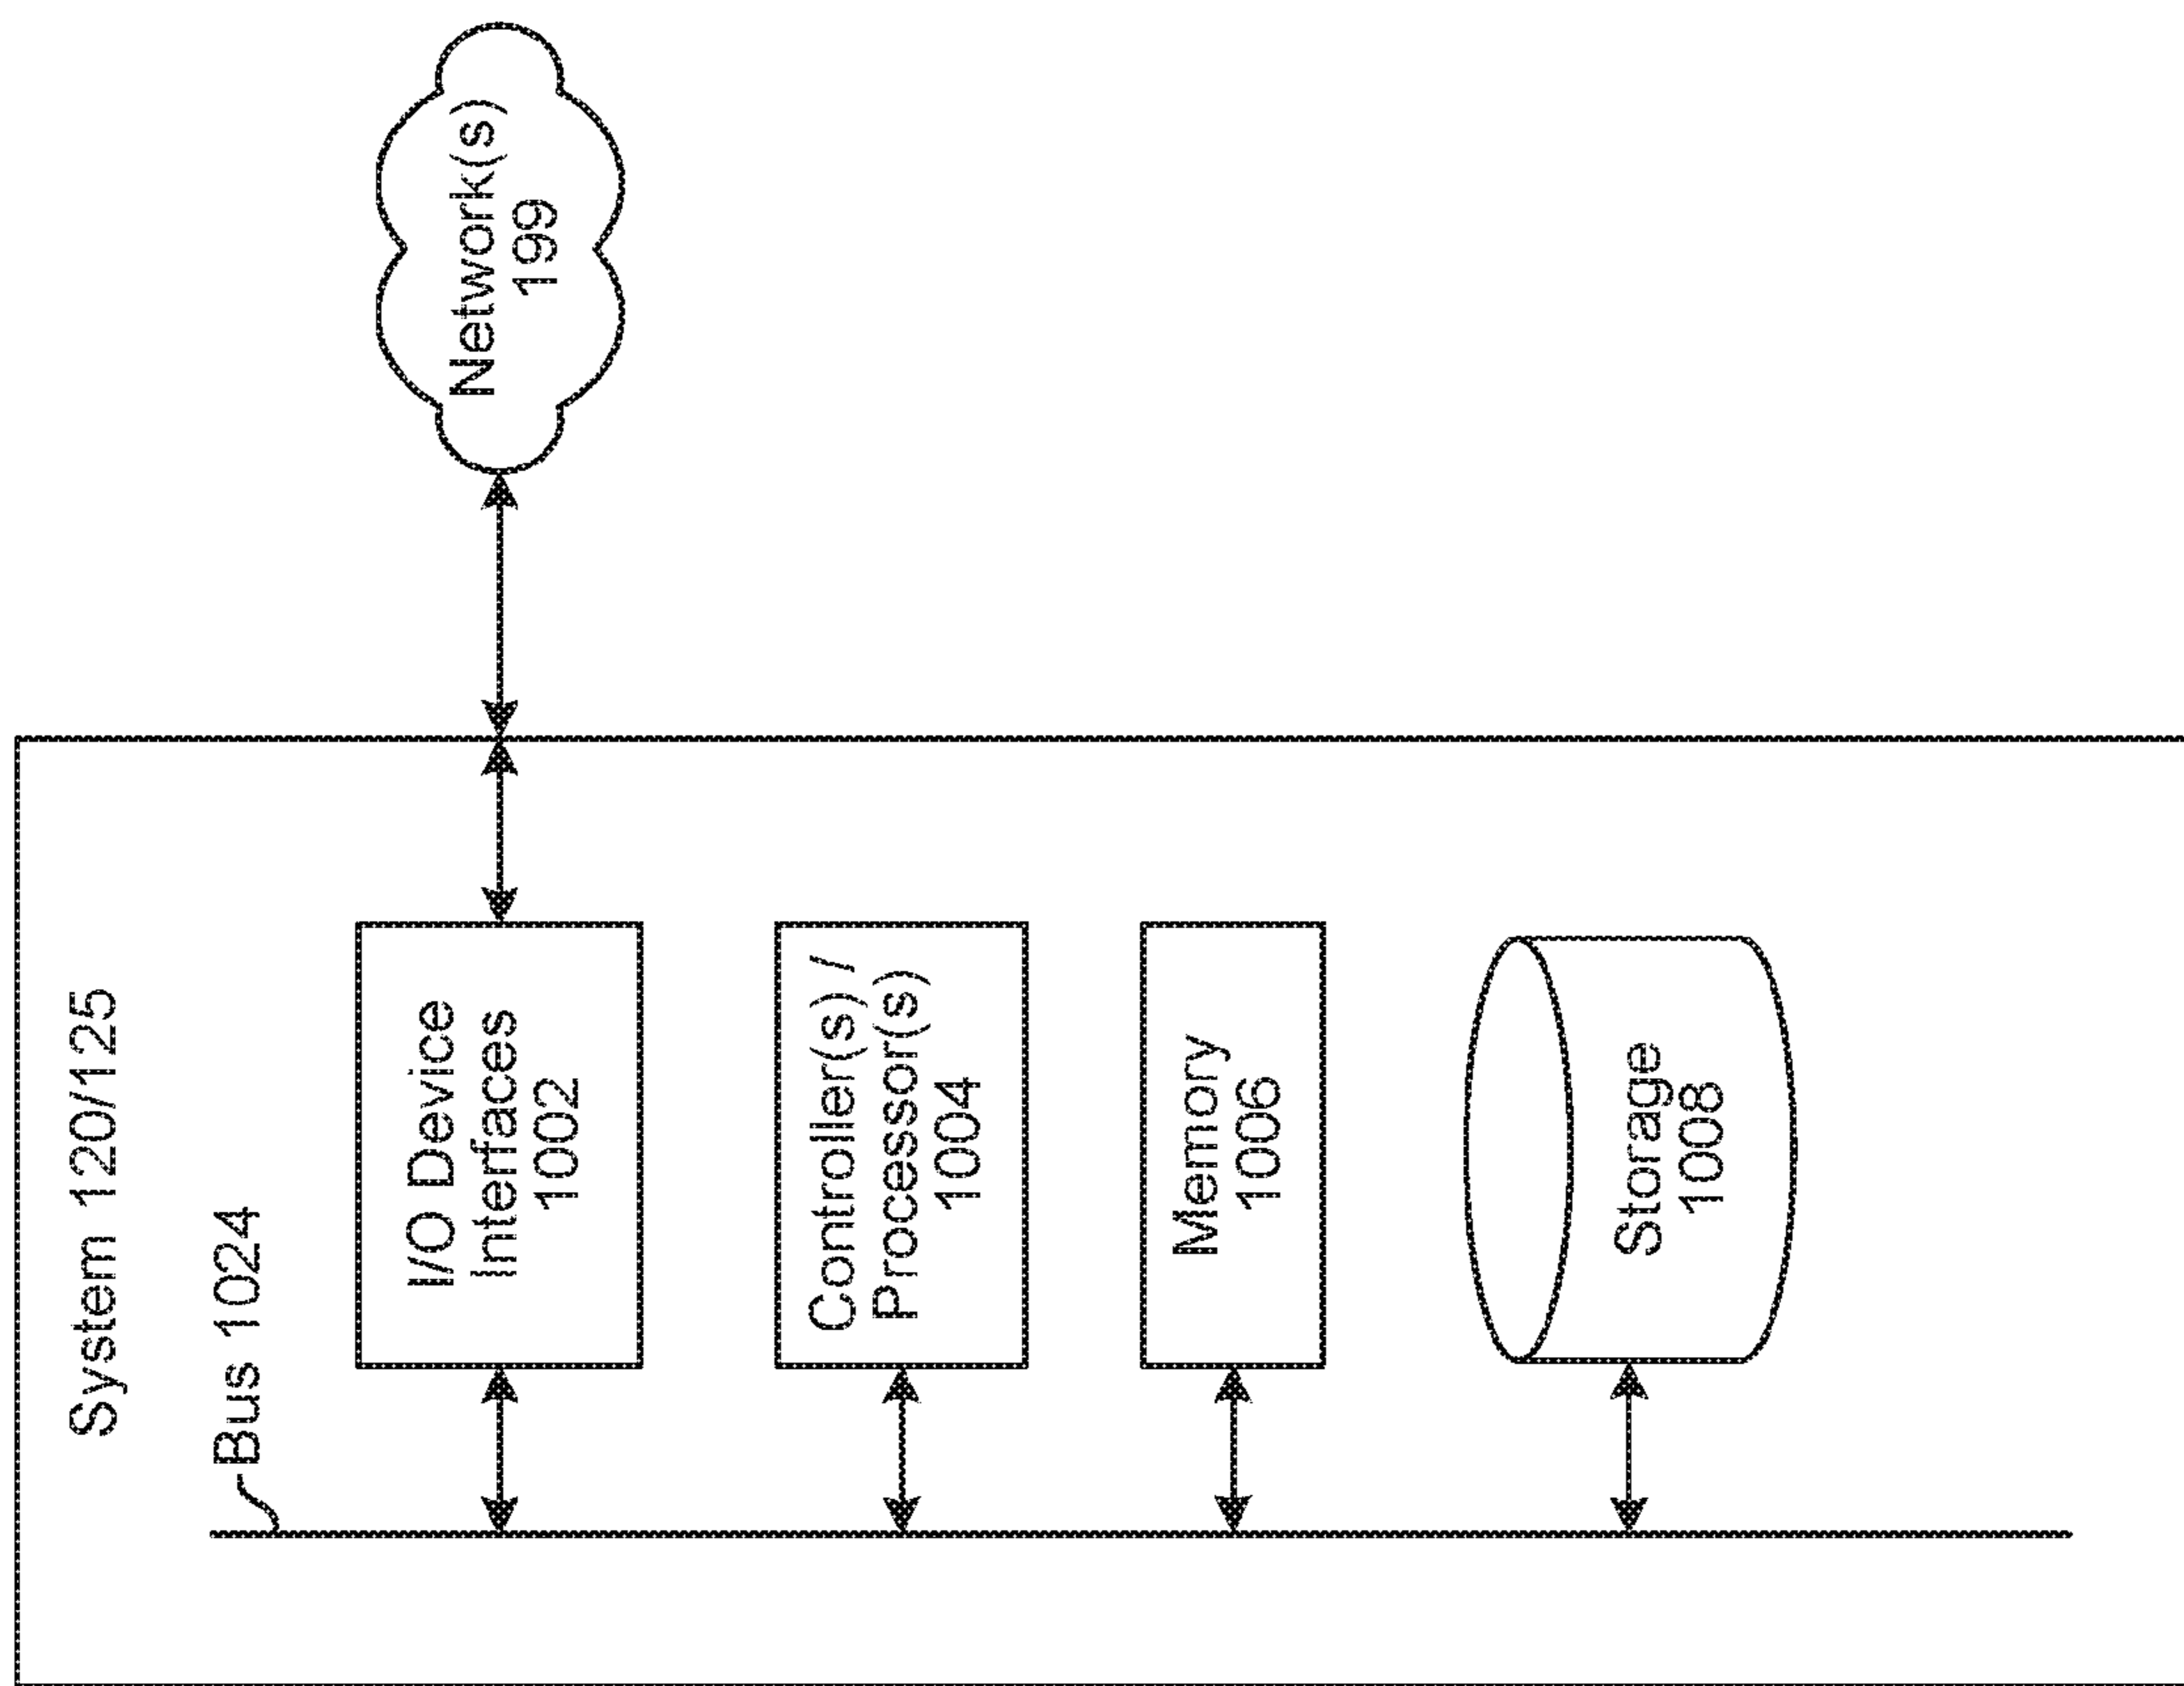 System 120/125
Bus 1024
I/O Device
Interfaces
1002
Network(s)
199
Controller(s) /
Processor(s)
1004
Memory
1006
Storage
1008